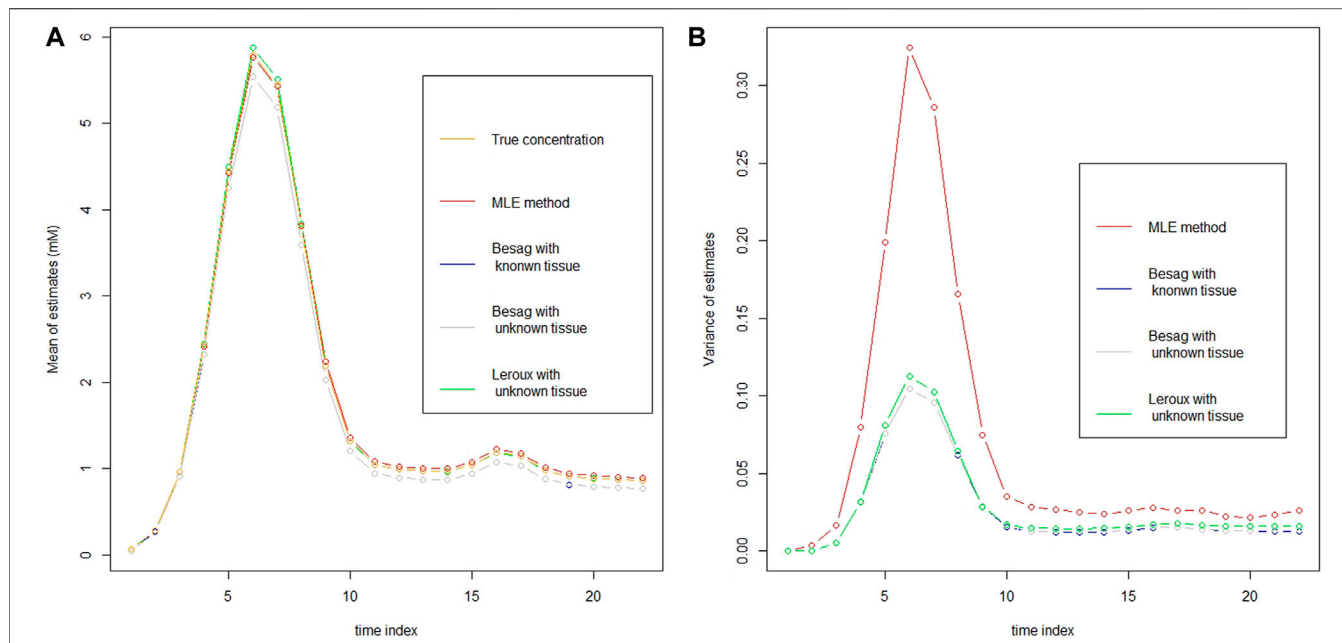 A
Mean of estimates (mM)
6
5
4
3
2
1
0
5
10
15
20
time index
True concentration
MLE method
Besag with
knonwn tissue
Besag with
unknown tissue
Leroux with
unknown tissue
B
Variance of estimates
0.30
0.25
0.20
0.15
0.10
0.05
0.00
5
10
15
20
time index
MLE method
Besag with
knonwn tissue
Besag with
unknown tissue
Leroux with
unknown tissue